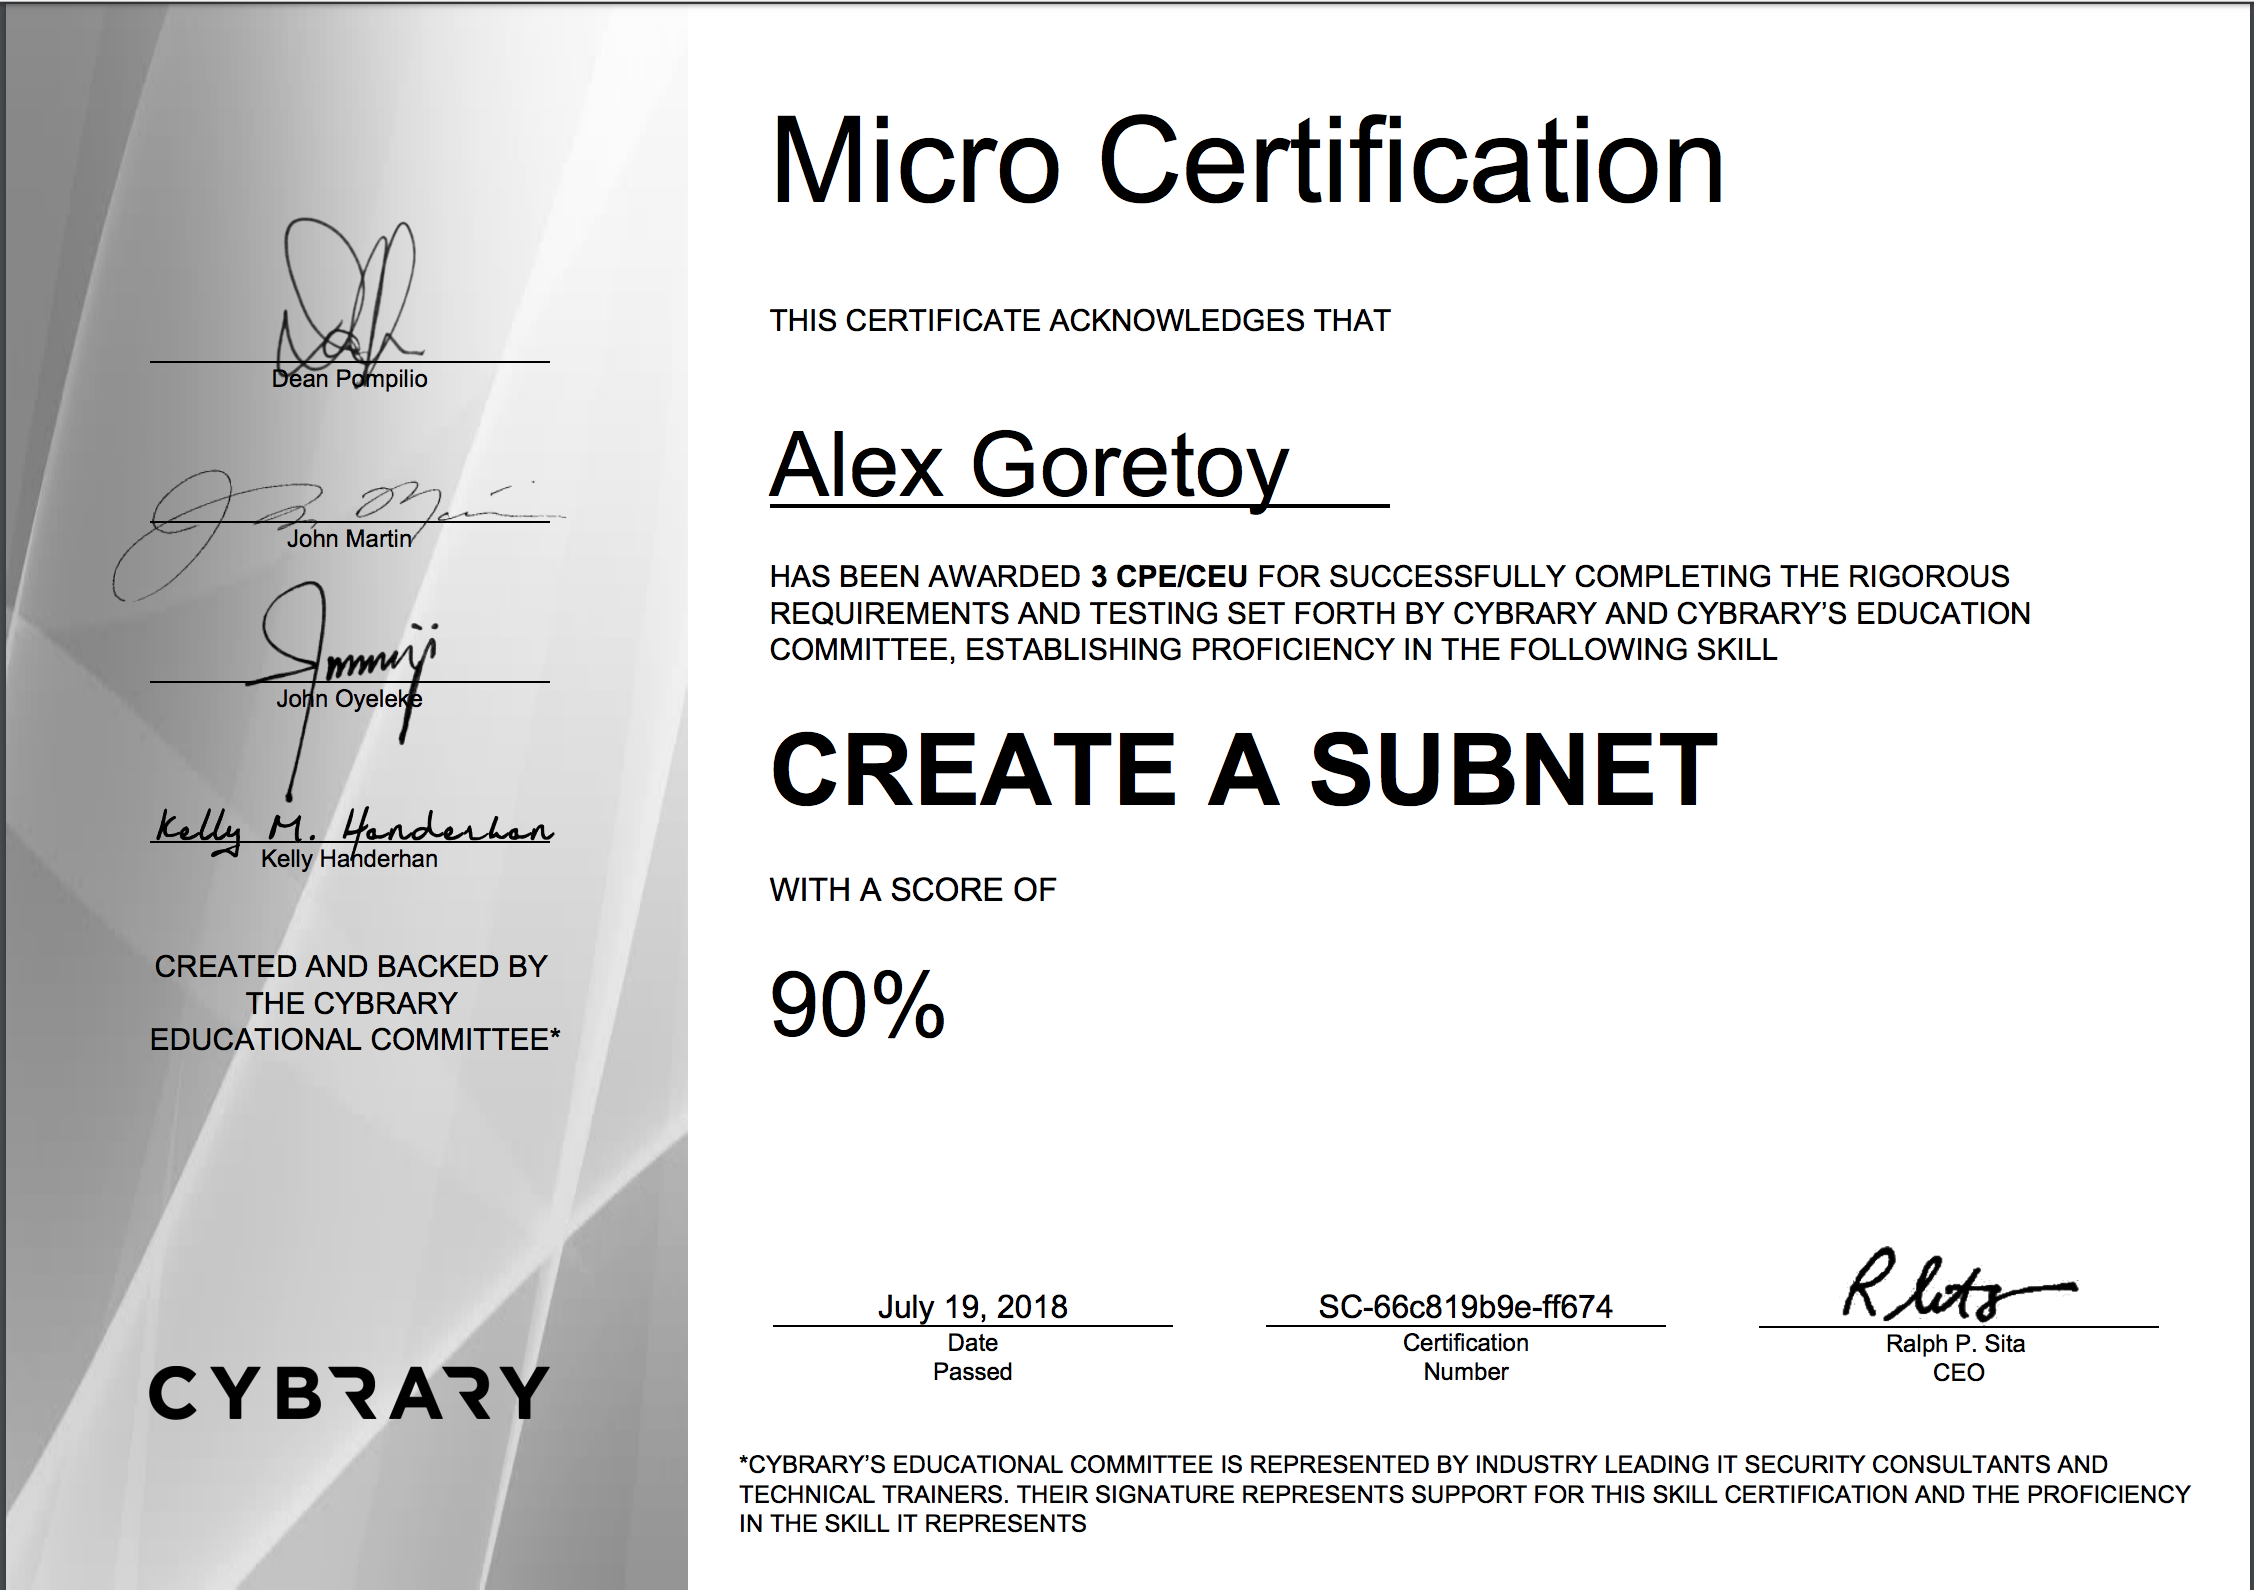 Micro Certification
THIS CERTIFICATE ACKNOWLEDGES THAT
Alex Goretoy
HAS BEEN AWARDED 3 CPE/CEU FOR SUCCESSFULLY COMPLETING THE RIGOROUS
REQUIREMENTS AND TESTING SET FORTH BY CYBRARY AND CYBRARY’S EDUCATION
COMMITTEE, ESTABLISHING PROFICIENCY IN THE FOLLOWING SKILL
CREATE A SUBNET
WITH A SCORE OF
90%
July 19, 2018
Date
Passed
SC-66c819b9e-ff674
Certification
Number
Ralph P. Sita
CEO
*CYBRARY’S EDUCATIONAL COMMITTEE IS REPRESENTED BY INDUSTRY LEADING IT SECURITY CONSULTANTS AND
TECHNICAL TRAINERS. THEIR SIGNATURE REPRESENTS SUPPORT FOR THIS SKILL CERTIFICATION AND THE PROFICIENCY
IN THE SKILL IT REPRESENTS
Dean Pompilio
John Martin
John Oyeleke
Kelly M. Handerhan
Kelly Handerhan
CREATED AND BACKED BY
THE CYBRARY
EDUCATIONAL COMMITTEE*
CYBRARY